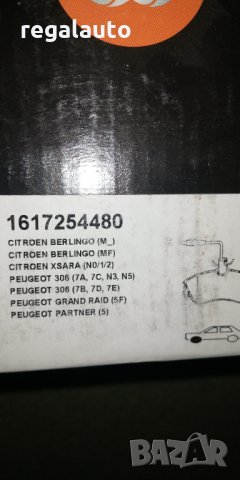 regalauto
1617254480
CITROEN BERLINGO (M_)
CITROEN BERLINGO (MF)
CITROEN XSARA (N0/1/2)
PEUGEOT 306 (7A, 7C, N3, N5)
PEUGEOT 306 (7B, 7D, 7E)
PEUGEOT GRAND RAID (5F)
PEUGEOT PARTNER (5)
BAZAR.BG